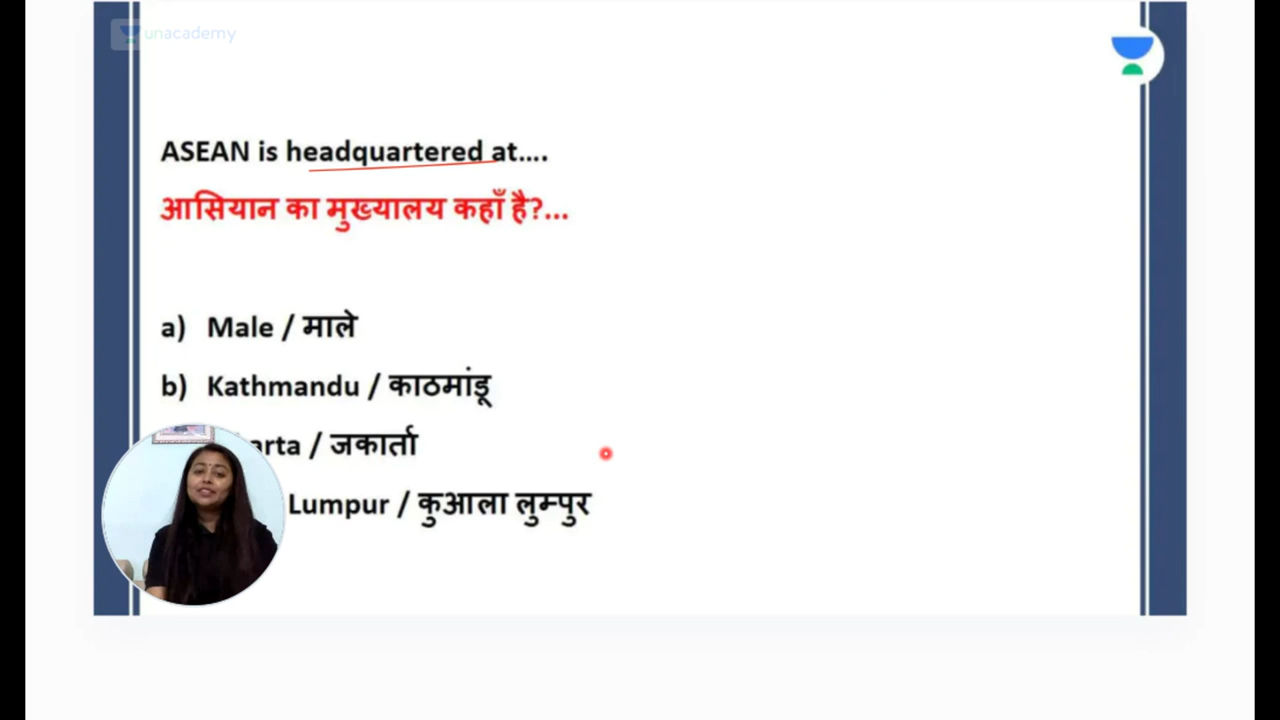 unacademy
ASEAN is headquartered at....
आसियान का मुख्यालय कहाँ है?...
a) Male / माले
b) Kathmandu / काठमांडू
arta / जकार्ता
Lumpur / कुआला लुम्पुर